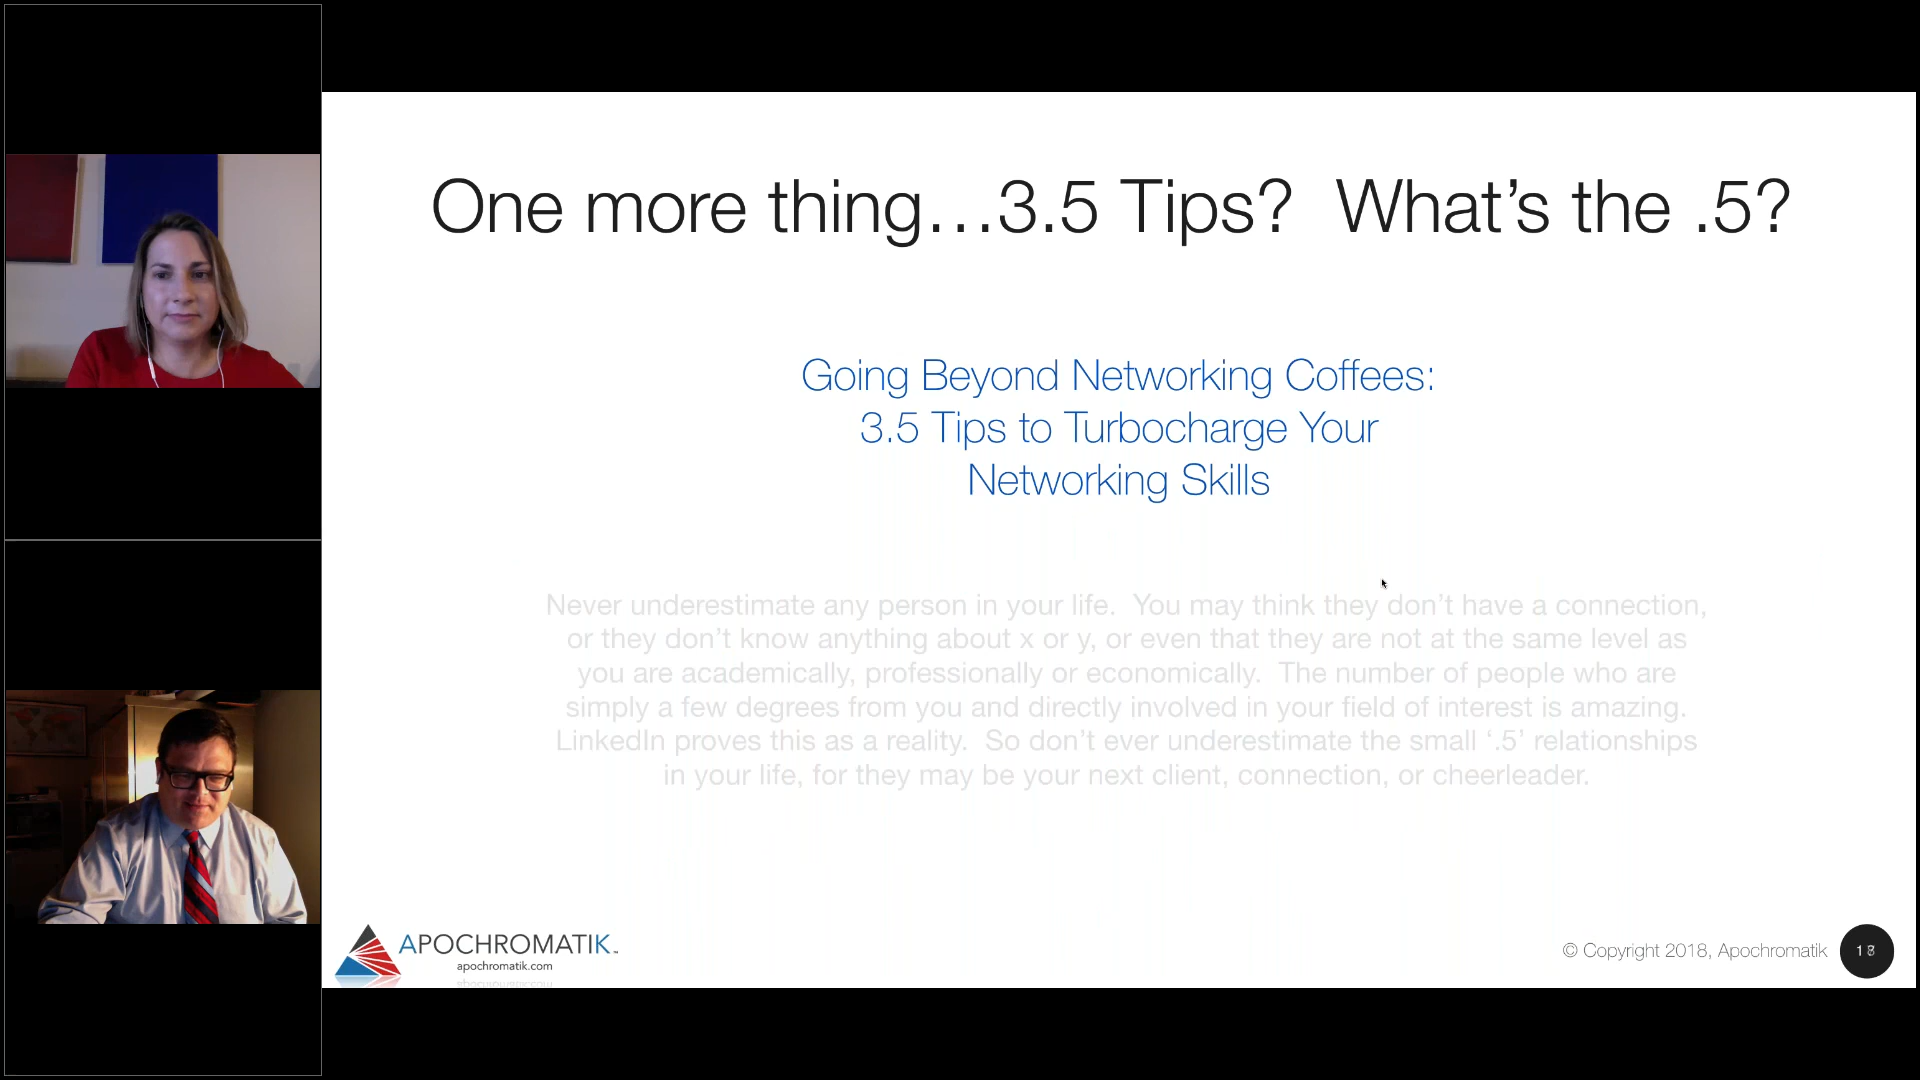 One more thing…3.5 Tips?  What’s the .5?
Going Beyond Networking Coffees:
3.5 Tips to Turbocharge Your
Networking Skills
Never underestimate any person in your life.  You may think they don’t have a connection,
or they don’t know anything about x or y, or even that they are not at the same level as
you are academically, professionally or economically.  The number of people who are
simply a few degrees from you and directly involved in your field of interest is amazing.
LinkedIn proves this as a reality.  So don’t ever underestimate the small ‘.5’ relationships
in your life, for they may be your next client, connection, or cheerleader.
APOCHROMATIK
apochromatik.com
© Copyright 2018, Apochromatik